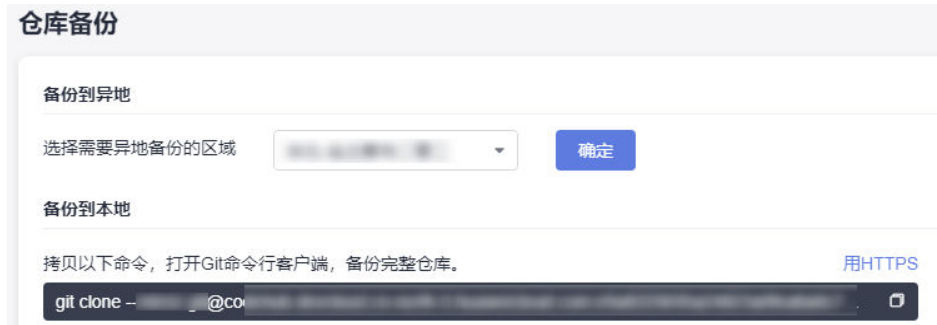 仓库备份
备份到异地
选择需要异地备份的区域
确定
备份到本地
拷贝以下命令，打开Git命令行客户端，备份完整仓库。 用HTTPS
git clone -- @co